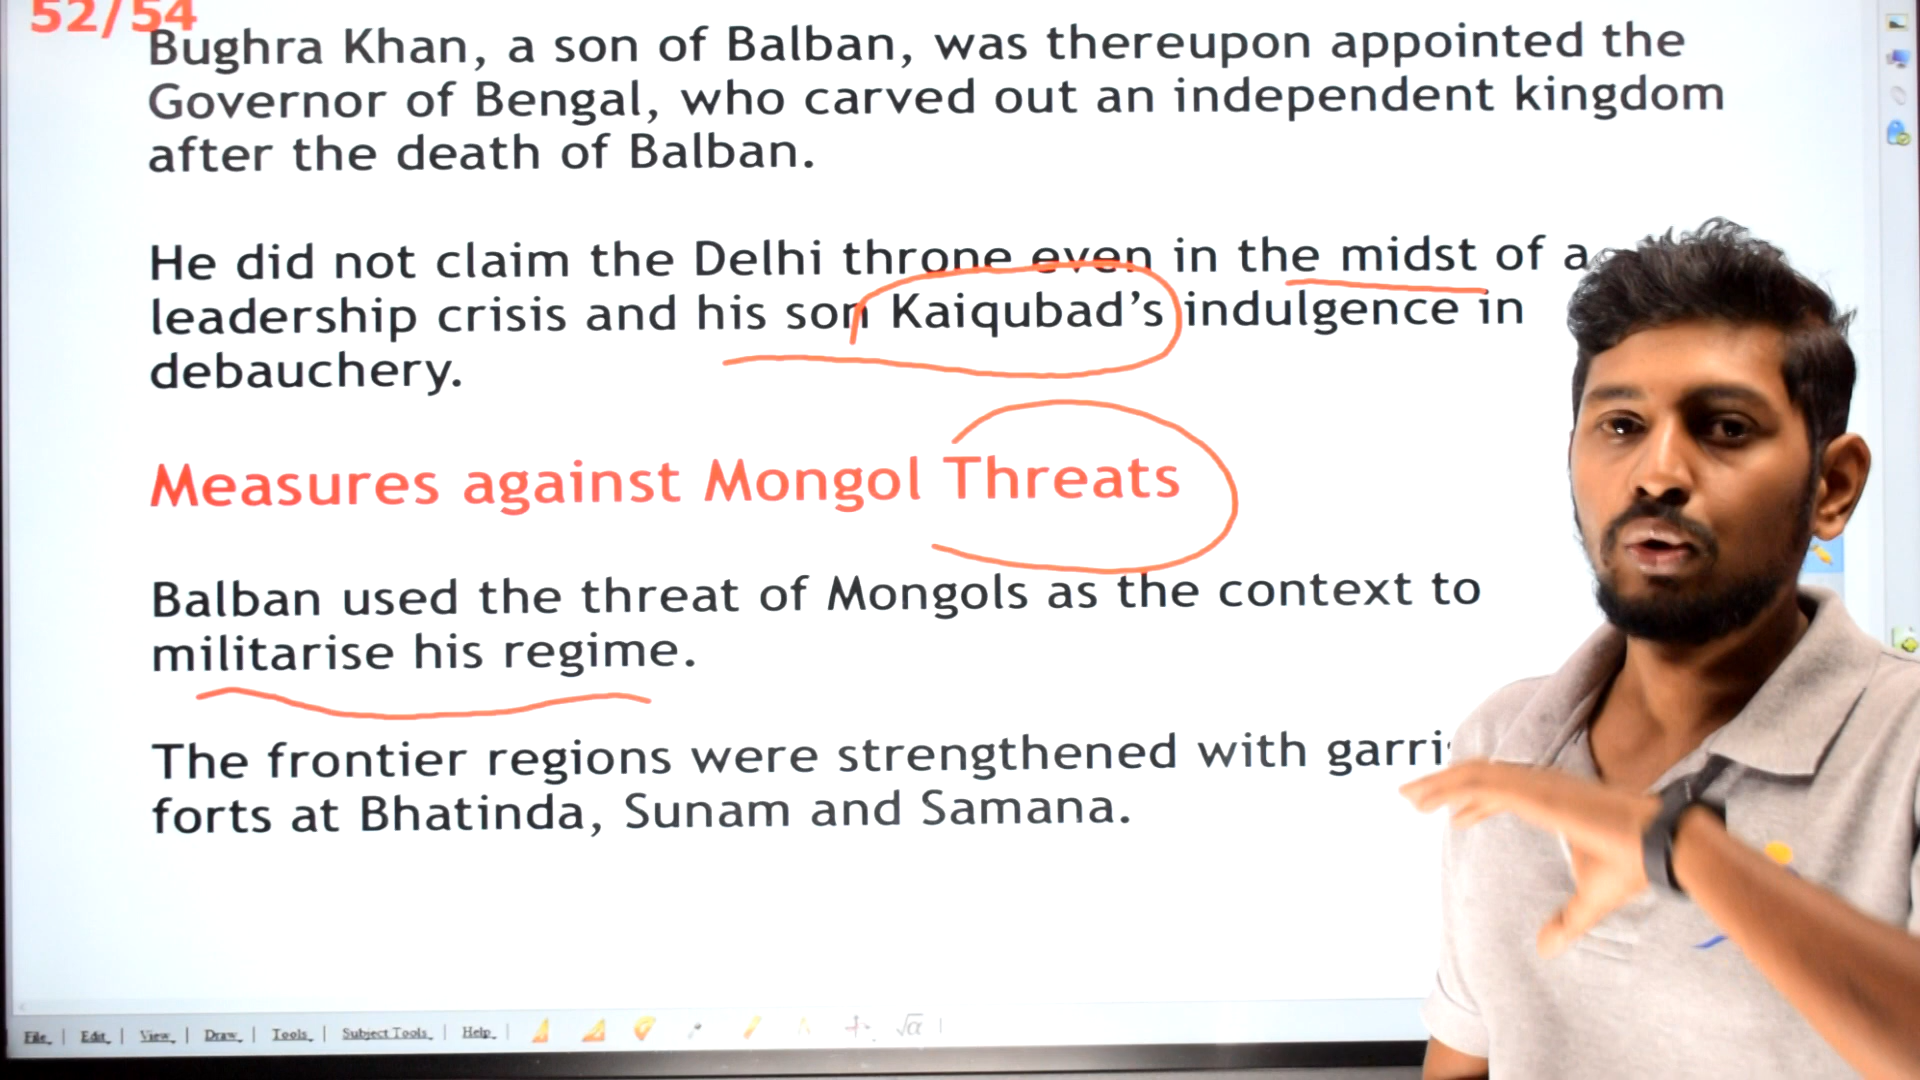 52/54
Bughra Khan, a son of Balban, was thereupon appointed the
Governor of Bengal, who carved out an independent kingdom
after the death of Balban.
He did not claim the Delhi throne even in the midst of a
leadership crisis and his son Kaiqubad’s indulgence in
debauchery.
Measures against Mongol Threats
Balban used the threat of Mongols as the context to
militarise his regime.
The frontier regions were strengthened with
forts at Bhatinda, Sunam and Samana.
File | Edit | View | Draw | Tools | Subject Tools | Help |
√α